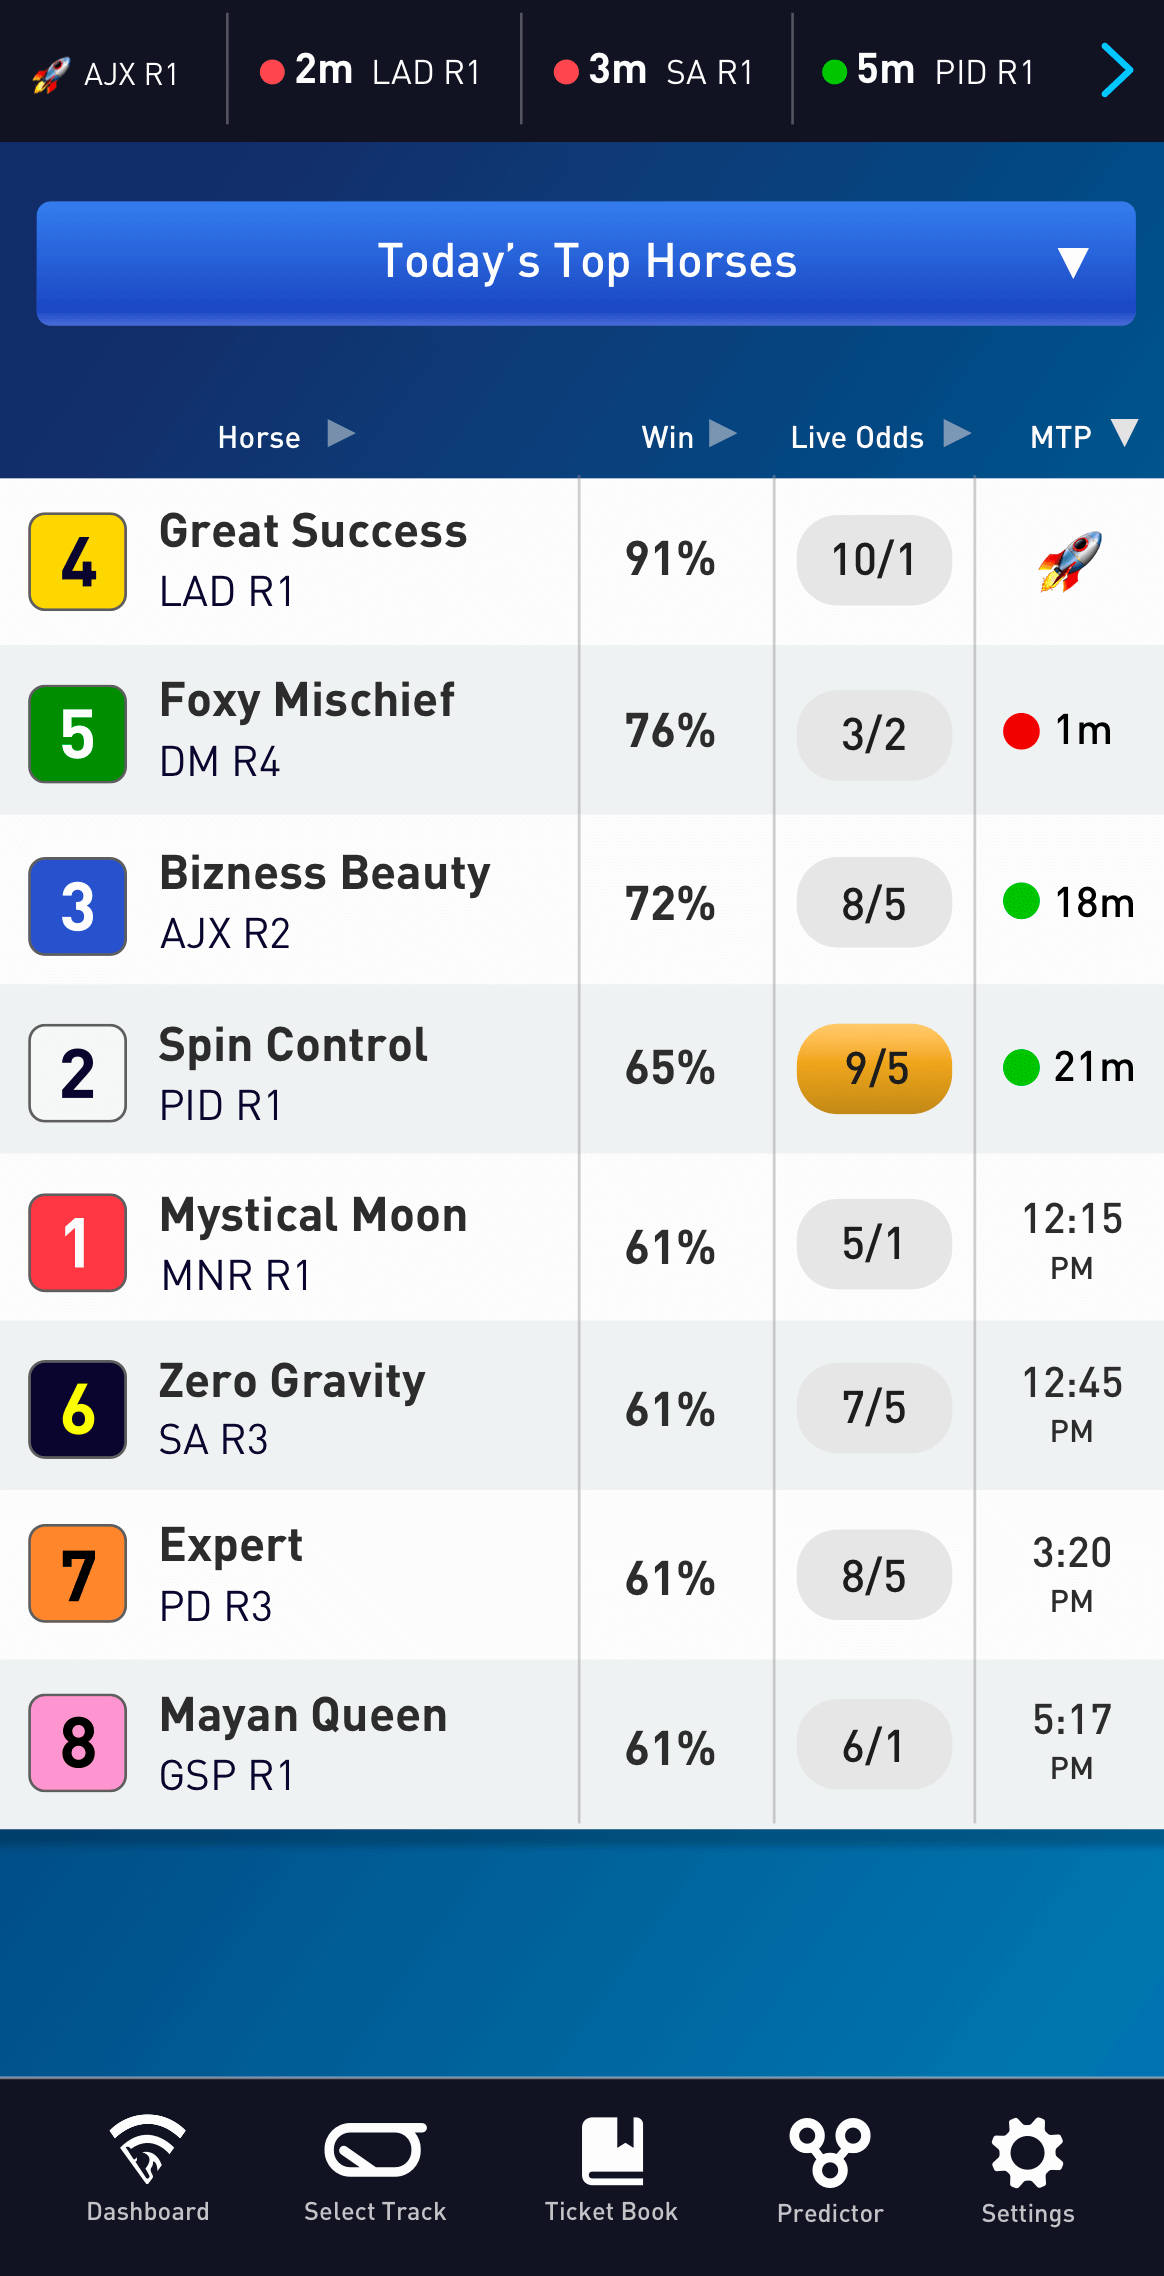 AJX R1 2m LAD R1 3m SA R1 5m PID R1
Today's Top Horses
Horse Win Live Odds MTP
4 Great Success 91% 10/1
LAD R1
5 Foxy Mischief 76% 3/2 1m
DM R4
3 Bizness Beauty 72% 8/5 18m
AJX R2
2 Spin Control 65% 9/5 21m
PID R1
1 Mystical Moon 61% 5/1 12:15
MNR R1 PM
6 Zero Gravity 61% 7/5 12:45
SA R3 PM
7 Expert 61% 8/5 3:20
PD R3 PM
8 Mayan Queen 61% 6/1 5:17
GSP R1 PM
Dashboard Select Track Ticket Book Predictor Settings